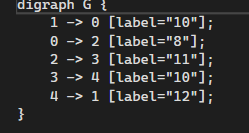 digraph G {
    1 -> 0 [label="10"];
    0 -> 2 [label="8"];
    2 -> 3 [label="11"];
    3 -> 4 [label="10"];
    4 -> 1 [label="12"];
}